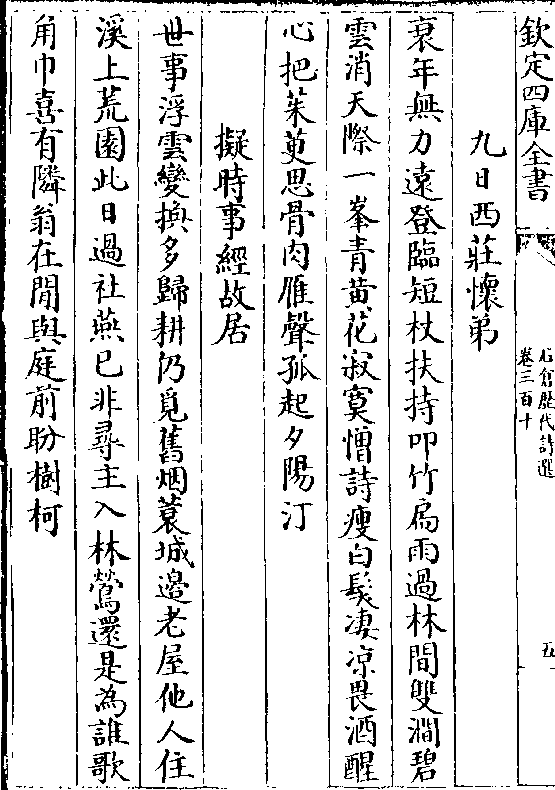 欽定四庫全書
石倉歷代詩選
卷三百十
五
九日西莊懷弟
衰年無力遠登臨短杖扶持叩竹扃雨過林間雙澗碧
雲消天際一峯青黄花寂寞憎詩瘦白髮凄凉畏酒醒
心把茱萸思骨肉雁聲孤起夕陽汀
擬時事經故居
世事浮雲變換多歸耕仍覓舊烟蓑城邊老屋他人住
溪上荒園此日過社燕已非尋主入林鶯還是為誰歌
角巾喜有隣翁在閒與庭前盼樹柯